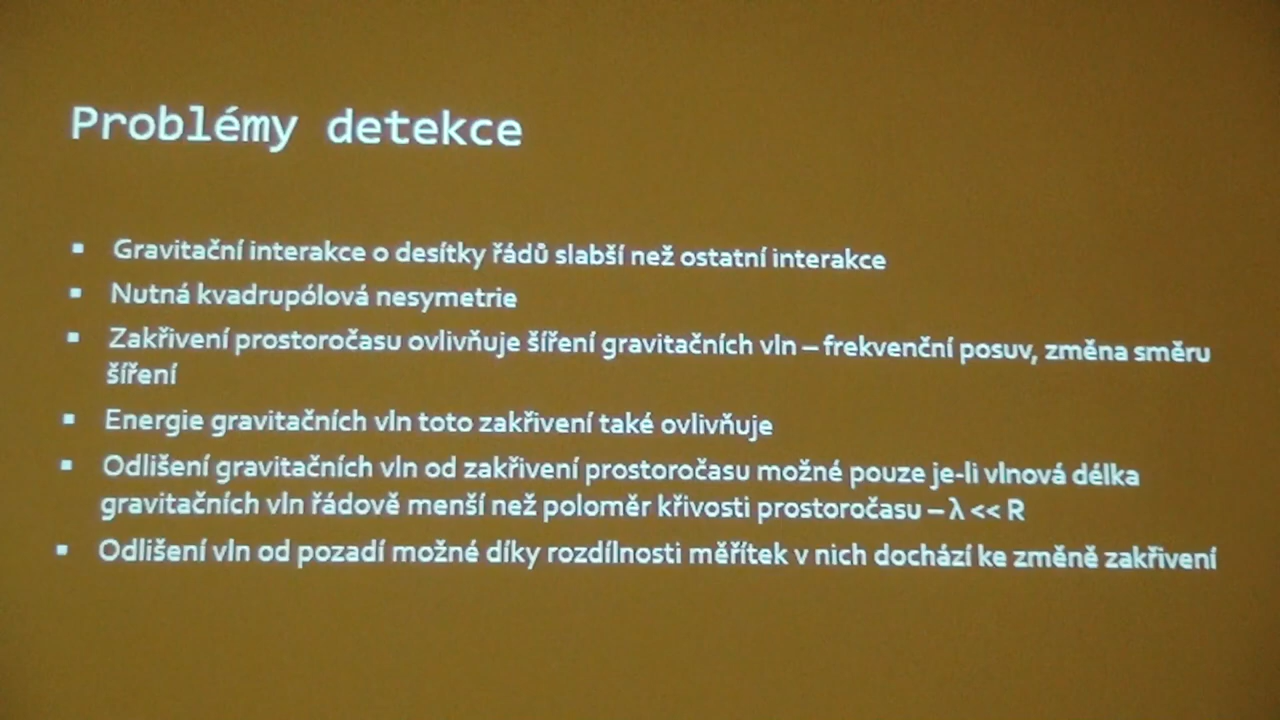 Problémy detekce
▪ Gravitační interakce o desítky řádů slabší než ostatní interakce
▪ Nutná kvadrupólová nesymetrie
▪ Zakřivení prostoročasu ovlivňuje šíření gravitačních vln – frekvenční posuv, změna směru
šíření
▪ Energie gravitačních vln toto zakřivení také ovlivňuje
▪ Odlišení gravitačních vln od zakřivení prostoročasu možné pouze je-li vlnová délka
gravitačních vln řádově menší než poloměr křivosti prostoročasu – λ << R
▪ Odlišení vln od pozadí možné díky rozdílnosti měřítek v nich dochází ke změně zakřivení